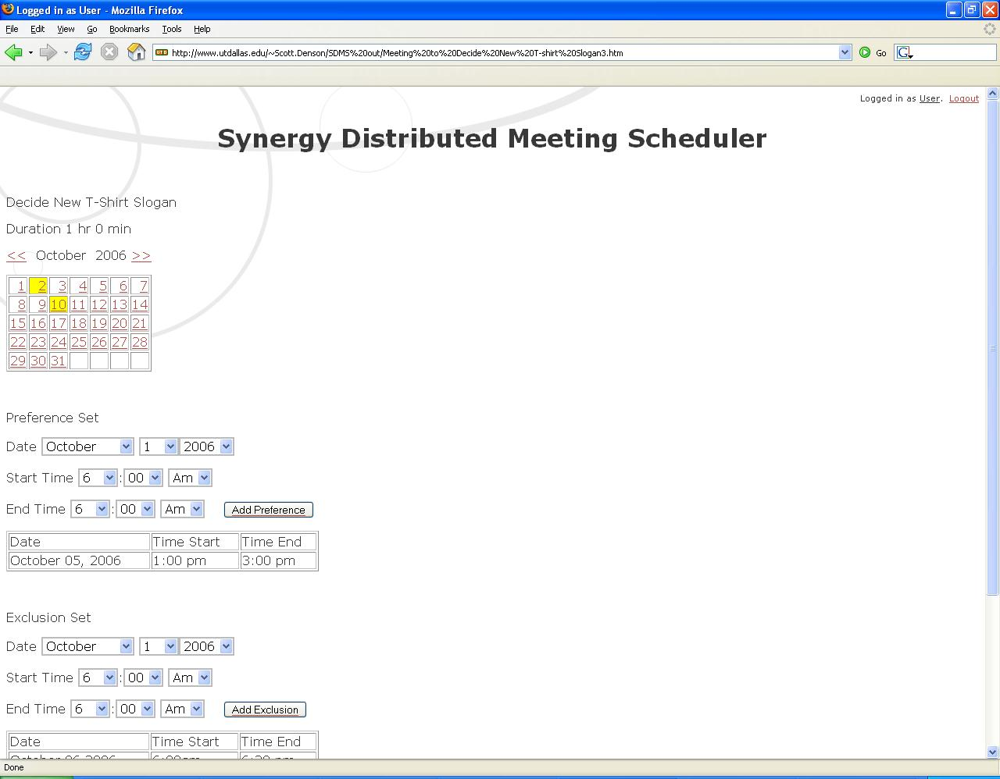 Logged in as User - Mozilla Firefox
File Edit View Go Bookmarks Tools Help
http://www.utdallas.edu/~Scott.Denson/SDMS%20out/Meeting%20to%20Decide%20New%20T-shirt%20Slogan3.htm Go
Logged in as User. Logout
Synergy Distributed Meeting Scheduler
Decide New T-Shirt Slogan
Duration 1 hr 0 min
<< October 2006 >>
1 2 3 4 5 6 7
8 9 10 11 12 13 14
15 16 17 18 19 20 21
22 23 24 25 26 27 28
29 30 31
Preference Set
Date October 1 2006
Start Time 6 : 00 Am
End Time 6 : 00 Am Add Preference
Date Time Start Time End
October 05, 2006 1:00 pm 3:00 pm
Exclusion Set
Date October 1 2006
Start Time 6 : 00 Am
End Time 6 : 00 Am Add Exclusion
Date Time Start Time End
Done